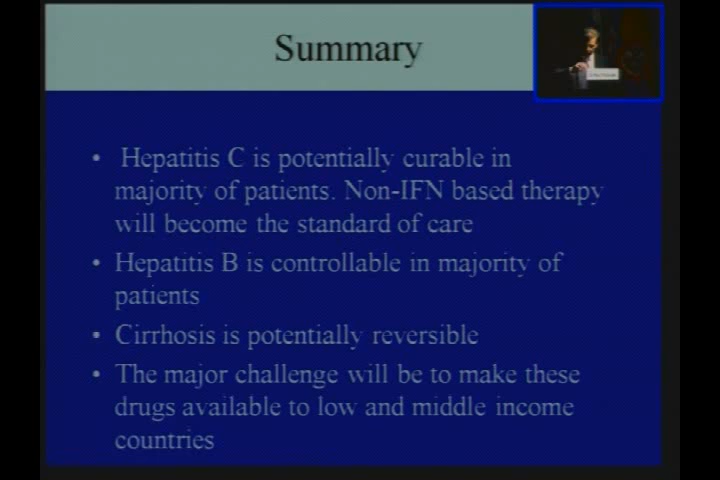 Summary
• Hepatitis C is potentially curable in
majority of patients. Non-IFN based therapy
will become the standard of care
• Hepatitis B is controllable in majority of
patients
• Cirrhosis is potentially reversible
• The major challenge will be to make these
drugs available to low and middle income
countries